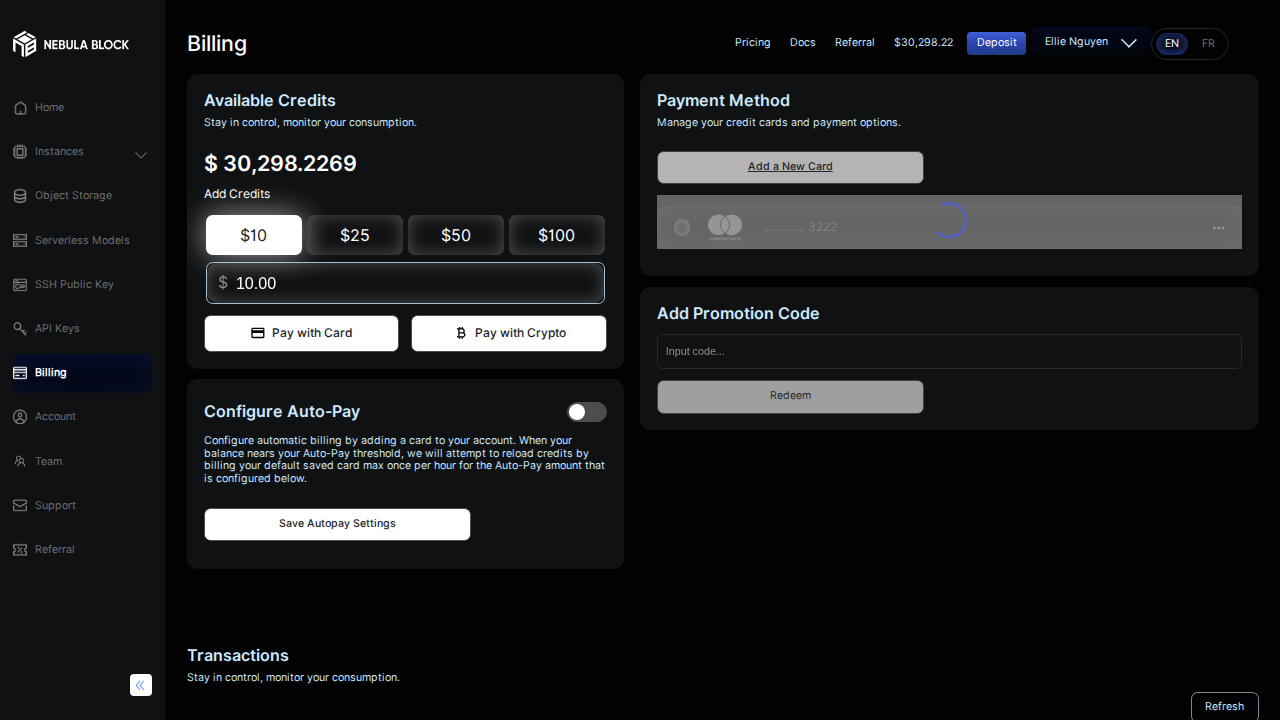 NEBULA BLOCK
Home
Instances
Object Storage
Serverless Models
SSH Public Key
API Keys
Billing
Account
Team
Support
Referral
Billing
Pricing
Docs
Referral
$30,298.22
Deposit
Ellie Nguyen
EN
FR
Available Credits
Stay in control, monitor your consumption.
$ 30,298.2269
Add Credits
$10
$25
$50
$100
$ 10.00
Pay with Card
Pay with Crypto
Configure Auto-Pay
Configure automatic billing by adding a card to your account. When your
balance nears your Auto-Pay threshold, we will attempt to reload credits by
billing your default saved card max once per hour for the Auto-Pay amount that
is configured below.
Save Autopay Settings
Payment Method
Manage your credit cards and payment options.
Add a New Card
.... .... .... 3222
Add Promotion Code
Input code...
Redeem
Transactions
Stay in control, monitor your consumption.
Refresh